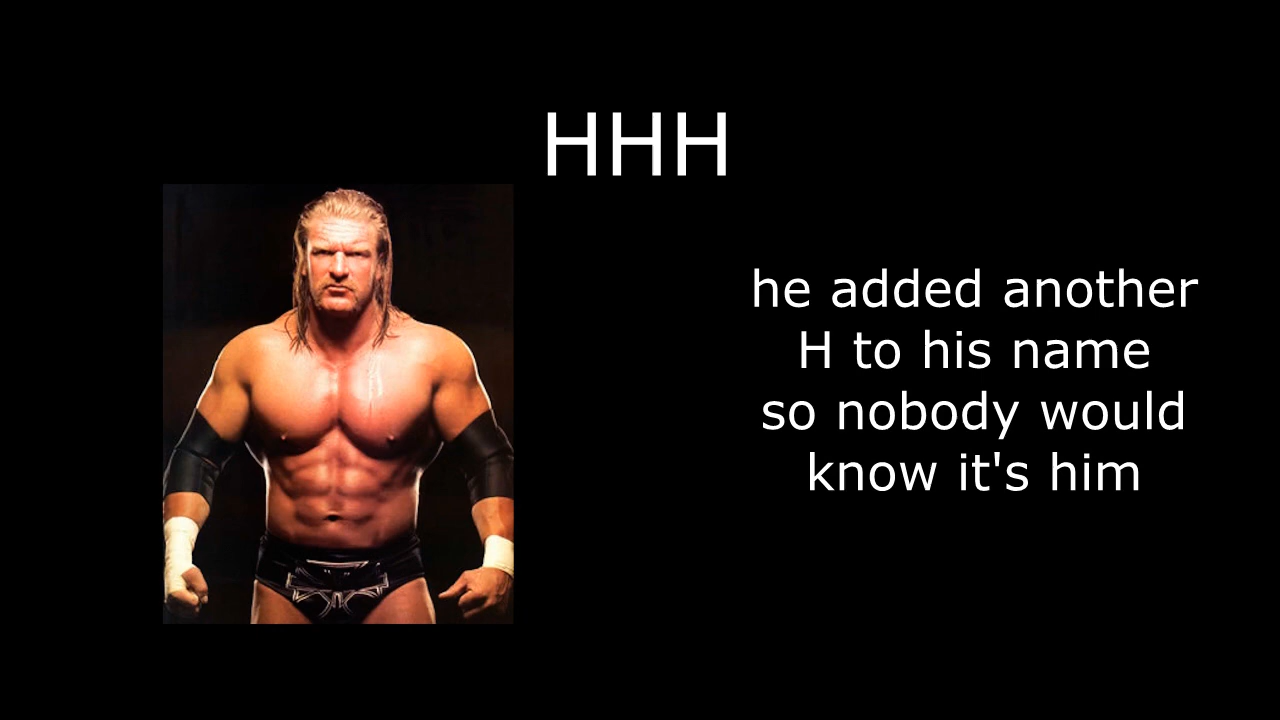 HHH
he added another
H to his name
so nobody would
know it's him